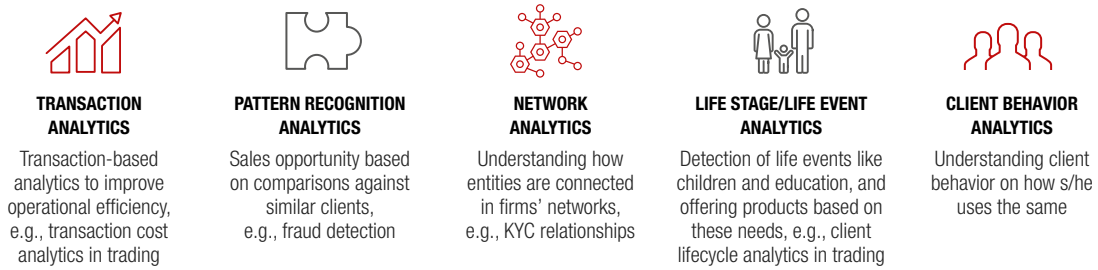 TRANSACTION
ANALYTICS
Transaction-based
analytics to improve
operational efficiency,
e.g., transaction cost
analytics in trading
PATTERN RECOGNITION
ANALYTICS
Sales opportunity based
on comparisons against
similar clients,
e.g., fraud detection
NETWORK
ANALYTICS
Understanding how
entities are connected
in firms’ networks,
e.g., KYC relationships
LIFE STAGE/LIFE EVENT
ANALYTICS
Detection of life events like
children and education, and
offering products based on
these needs, e.g., client
lifecycle analytics in trading
CLIENT BEHAVIOR
ANALYTICS
Understanding client
behavior on how s/he
uses the same